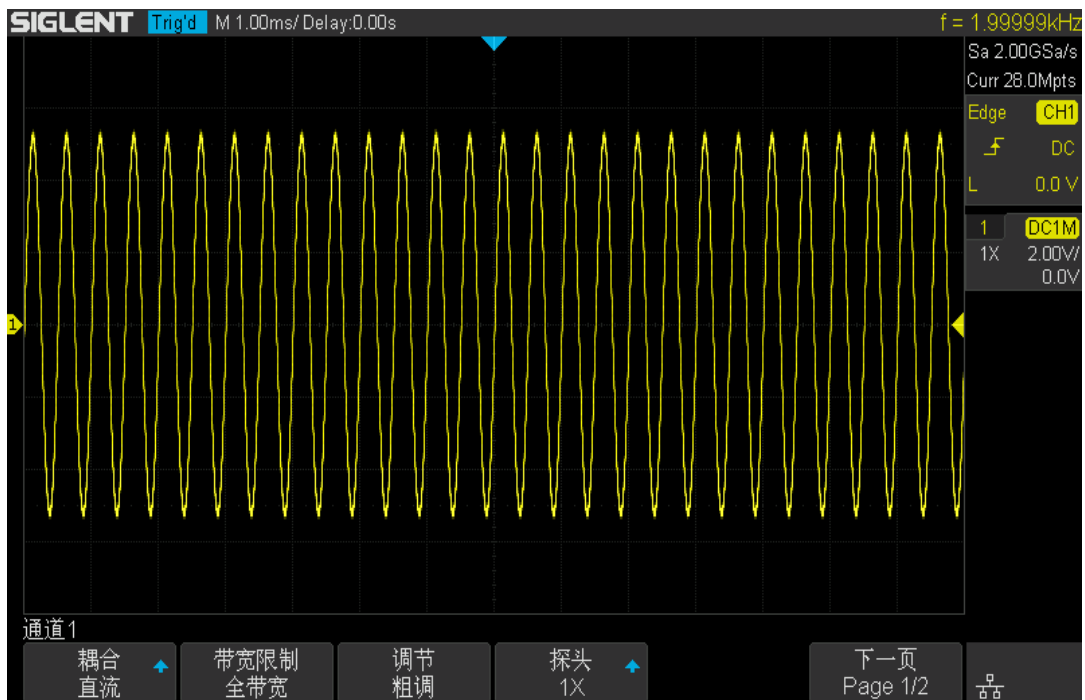 SIGLENT Trig'd M 1.00ms/ Delay:0.00s f = 1.99999kHz
Sa 2.00GSa/s
Curr 28.0Mpts
Edge CH1
DC
L 0.0 V
1 DC1M
1X 2.00V/
0.0V
1
通道1
耦合 带宽限制 调节 探头 下一页
直流 全带宽 粗调 1X Page 1/2